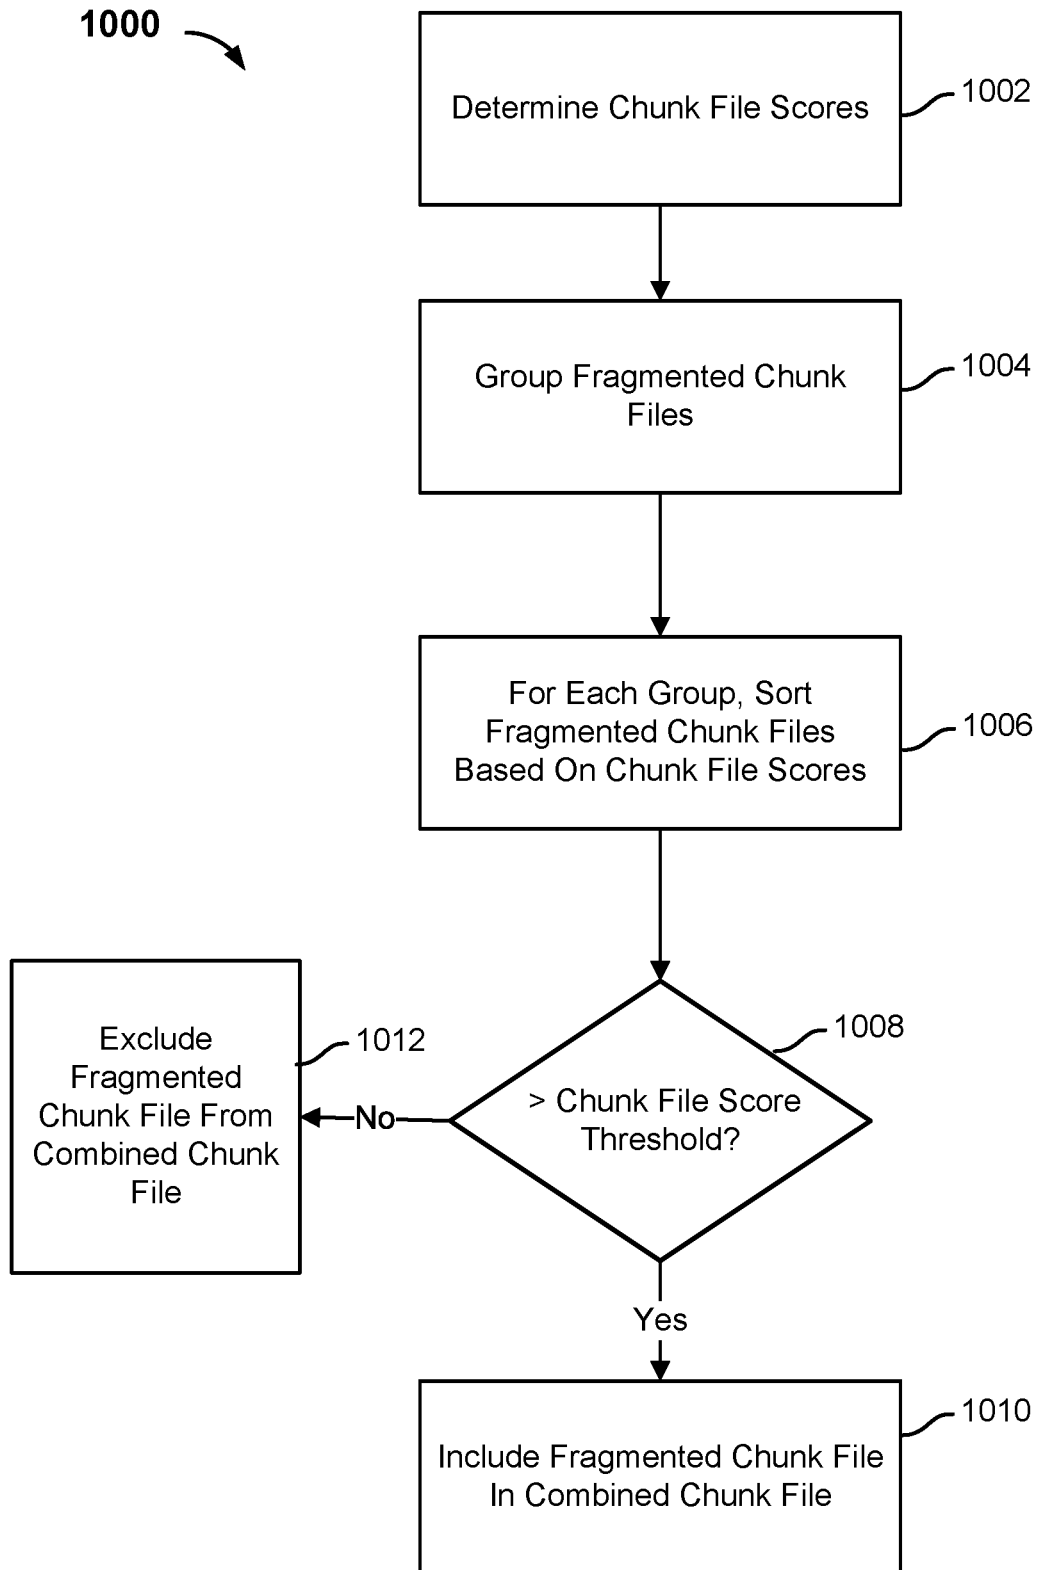 1000
Determine Chunk File Scores
1002
Group Fragmented Chunk
Files
1004
For Each Group, Sort
Fragmented Chunk Files
Based On Chunk File Scores
1006
> Chunk File Score
Threshold?
1008
No
Exclude
Fragmented
Chunk File From
Combined Chunk
File
1012
Yes
Include Fragmented Chunk File
In Combined Chunk File
1010